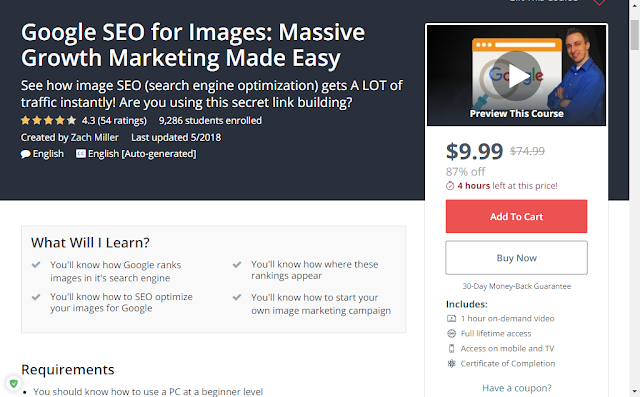 Google SEO for Images: Massive
Growth Marketing Made Easy
See how image SEO (search engine optimization) gets A LOT of
traffic instantly! Are you using this secret link building?
4.3 (54 ratings) 9,286 students enrolled
Created by Zach Miller Last updated 5/2018
English English [Auto-generated]
Google
Preview This Course
$9.99 $74.99
87% off
4 hours left at this price!
Add To Cart
Buy Now
30-Day Money-Back Guarantee
Includes:
1 hour on-demand video
Full lifetime access
Access on mobile and TV
Certificate of Completion
Have a coupon?
What Will I Learn?
You'll know how Google ranks
images in it's search engine
You'll know how to SEO optimize
your images for Google
You'll know how where these
rankings appear
You'll know how to start your
own image marketing campaign
Requirements
You should know how to use a PC at a beginner level